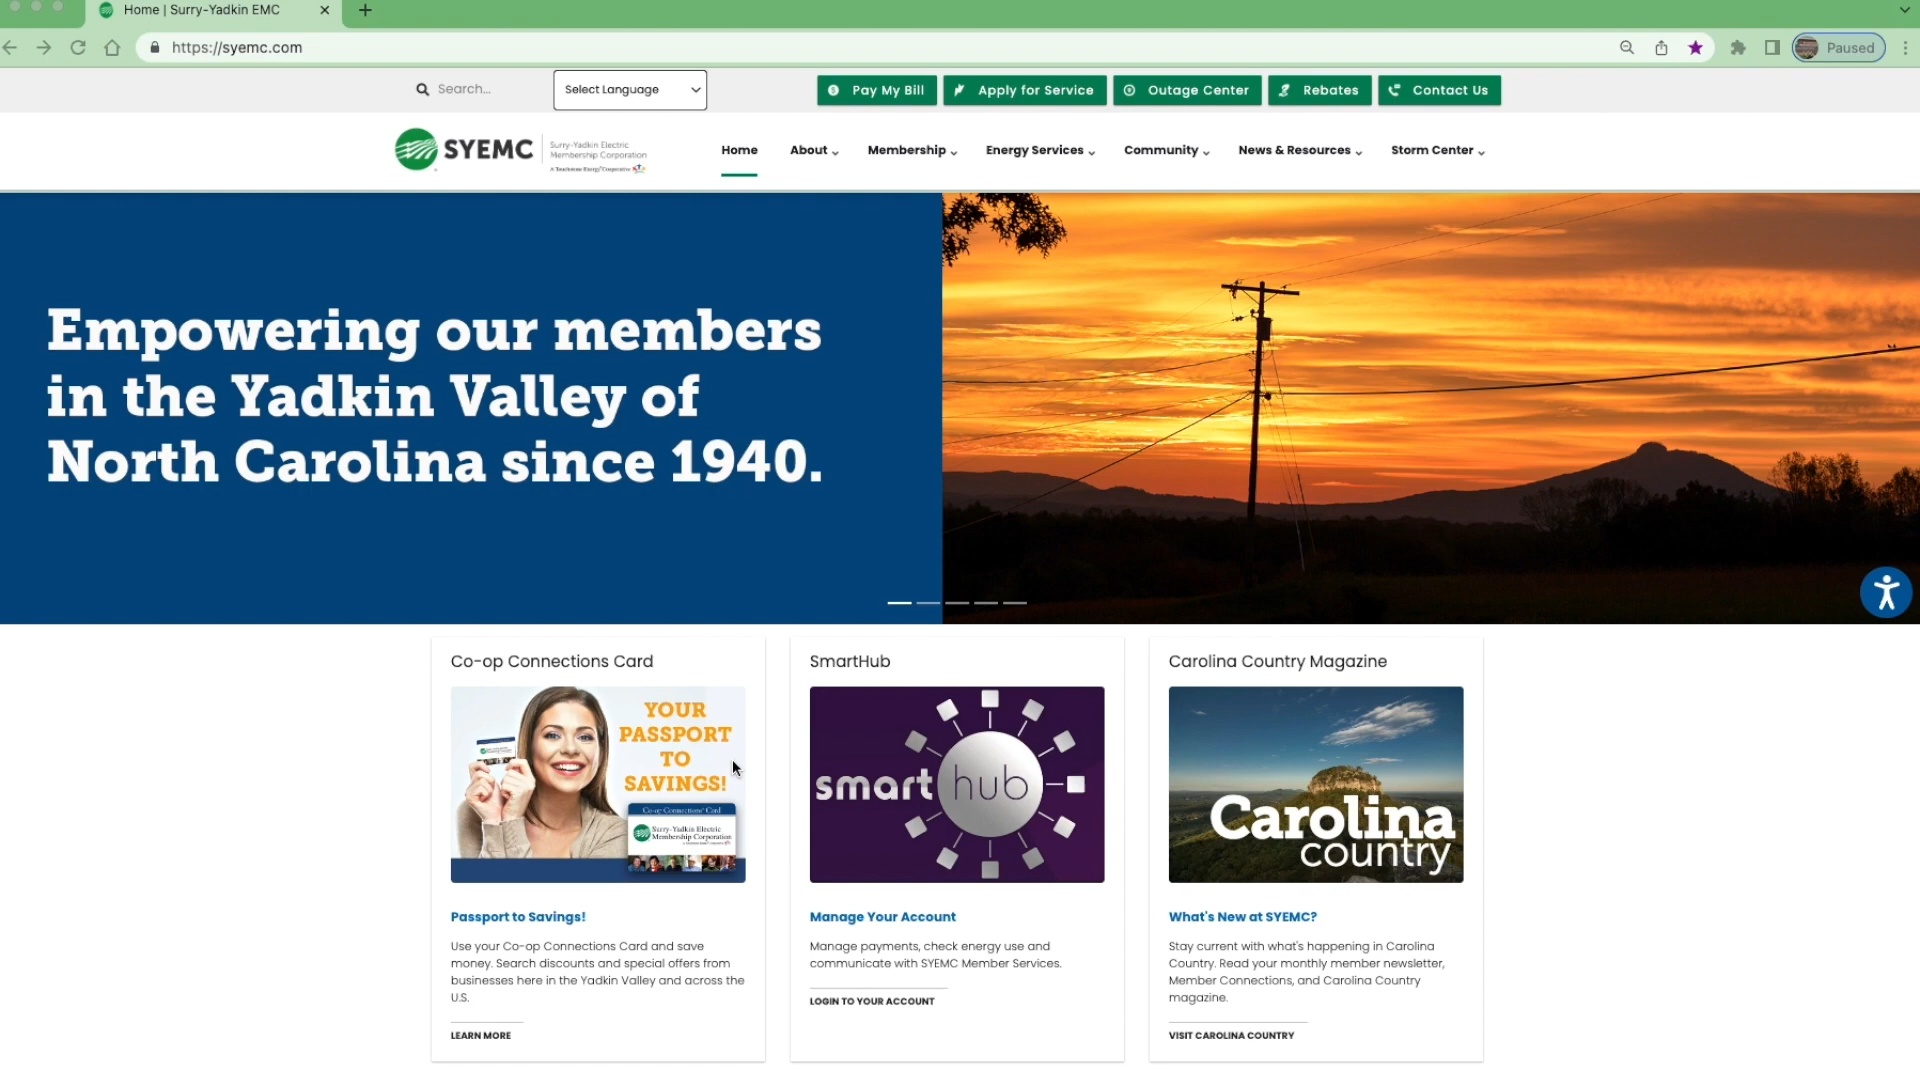 Home | Surry-Yadkin EMC
https://syemc.com
Paused
Search...
Select Language
Pay My Bill
Apply for Service
Outage Center
Rebates
Contact Us
SYEMC
Surry-Yadkin Electric
Membership Corporation
A Touchstone Energy® Cooperative
Home
About
Membership
Energy Services
Community
News & Resources
Storm Center
Empowering our members
in the Yadkin Valley of
North Carolina since 1940.
Co-op Connections Card
YOUR
PASSPORT
TO
SAVINGS!
Co-op Connections® Card
Surry-Yadkin Electric
Membership Corporation
Passport to Savings!
Use your Co-op Connections Card and save
money. Search discounts and special offers from
businesses here in the Yadkin Valley and across the
U.S.
LEARN MORE
SmartHub
smart hub
Manage Your Account
Manage payments, check energy use and
communicate with SYEMC Member Services.
LOGIN TO YOUR ACCOUNT
Carolina Country Magazine
Carolina
country
What's New at SYEMC?
Stay current with what's happening in Carolina
Country. Read your monthly member newsletter,
Member Connections, and Carolina Country
magazine.
VISIT CAROLINA COUNTRY